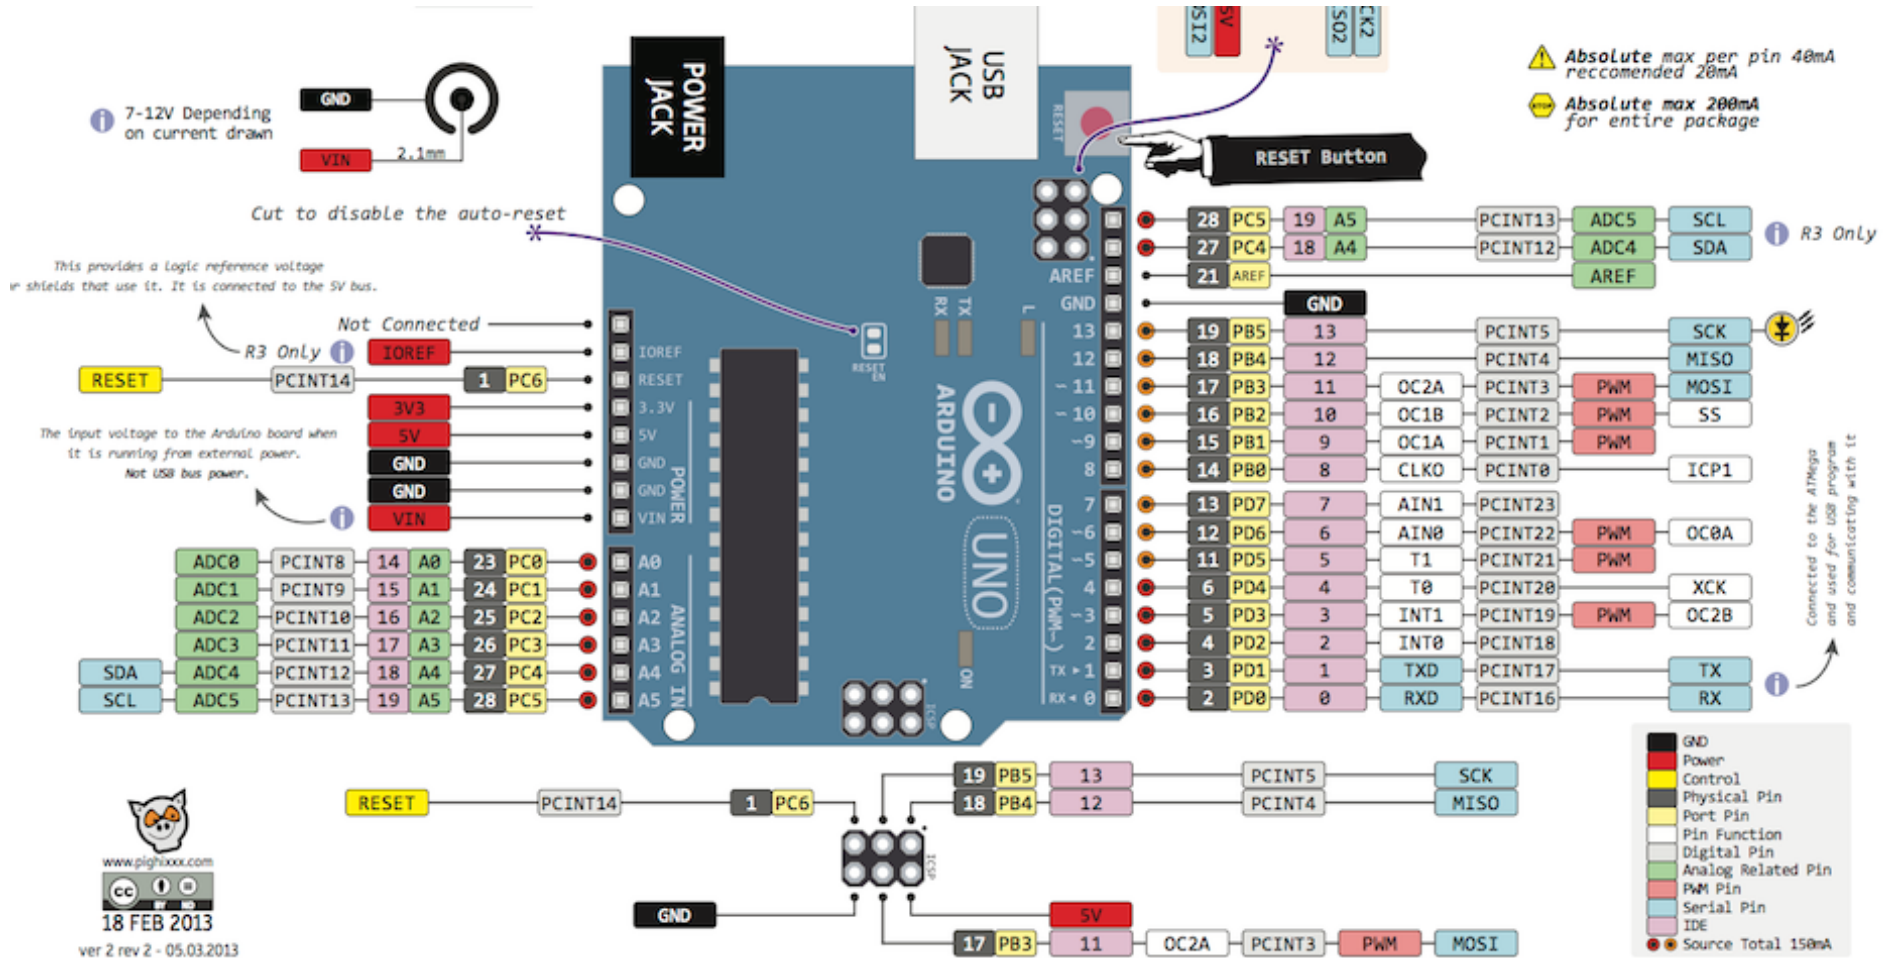 GND
7-12V Depending
on current drawn
VIN
2.1mm
POWER
JACK
USB
JACK
5V
SO2
CK2
Absolute max per pin 40mA
reccomended 20mA
STOP
Absolute max 200mA
for entire package
RESET
RESET Button
Cut to disable the auto-reset
This provides a logic reference voltage
shields that use it. It is connected to the 5V bus.
Not Connected
R3 Only
IOREF
RESET PCINT14 1 PC6
3V3
5V
GND
GND
VIN
The input voltage to the Arduino board when
it is running from external power.
Not USB bus power.
ADC0 PCINT8 14 A0 23 PC0
ADC1 PCINT9 15 A1 24 PC1
ADC2 PCINT10 16 A2 25 PC2
ADC3 PCINT11 17 A3 26 PC3
SDA ADC4 PCINT12 18 A4 27 PC4
SCL ADC5 PCINT13 19 A5 28 PC5
IOREF
RESET
3.3V
5V
GND
GND
VIN
POWER
A0
A1
A2
A3
A4
A5
ANALOG IN
RESET
EN
RX
TX
L
ARDUINO
UNO
ON
ICSP
AREF
GND
13
12
~11
~10
~9
8
7
~6
~5
4
~3
2
TX ▸ 1
RX ◂ 0
DIGITAL (PWM~)
28 PC5 19 A5 PCINT13 ADC5 SCL
27 PC4 18 A4 PCINT12 ADC4 SDA
R3 Only
21 AREF AREF
GND
19 PB5 13 PCINT5 SCK
18 PB4 12 PCINT4 MISO
17 PB3 11 OC2A PCINT3 PWM MOSI
16 PB2 10 OC1B PCINT2 PWM SS
15 PB1 9 OC1A PCINT1 PWM
14 PB0 8 CLKO PCINT0 ICP1
13 PD7 7 AIN1 PCINT23
12 PD6 6 AIN0 PCINT22 PWM OC0A
11 PD5 5 T1 PCINT21 PWM
6 PD4 4 T0 PCINT20 XCK
5 PD3 3 INT1 PCINT19 PWM OC2B
4 PD2 2 INT0 PCINT18
3 PD1 1 TXD PCINT17 TX
2 PD0 0 RXD PCINT16 RX
Connected to the ATMega
and used for USB program
and communicating with it
19 PB5 13 PCINT5 SCK
RESET PCINT14 1 PC6
18 PB4 12 PCINT4 MISO
ICSP
GND
5V
17 PB3 11 OC2A PCINT3 PWM MOSI
www.pighixxx.com
cc
BY ND
18 FEB 2013
ver 2 rev 2 - 05.03.2013
GND
Power
Control
Physical Pin
Port Pin
Pin Function
Digital Pin
Analog Related Pin
PWM Pin
Serial Pin
IDE
Source Total 150mA